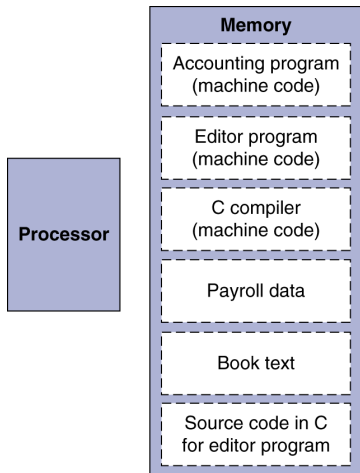 Memory
Accounting program
(machine code)
Editor program
(machine code)
C compiler
(machine code)
Processor
Payroll data
Book text
Source code in C
for editor program